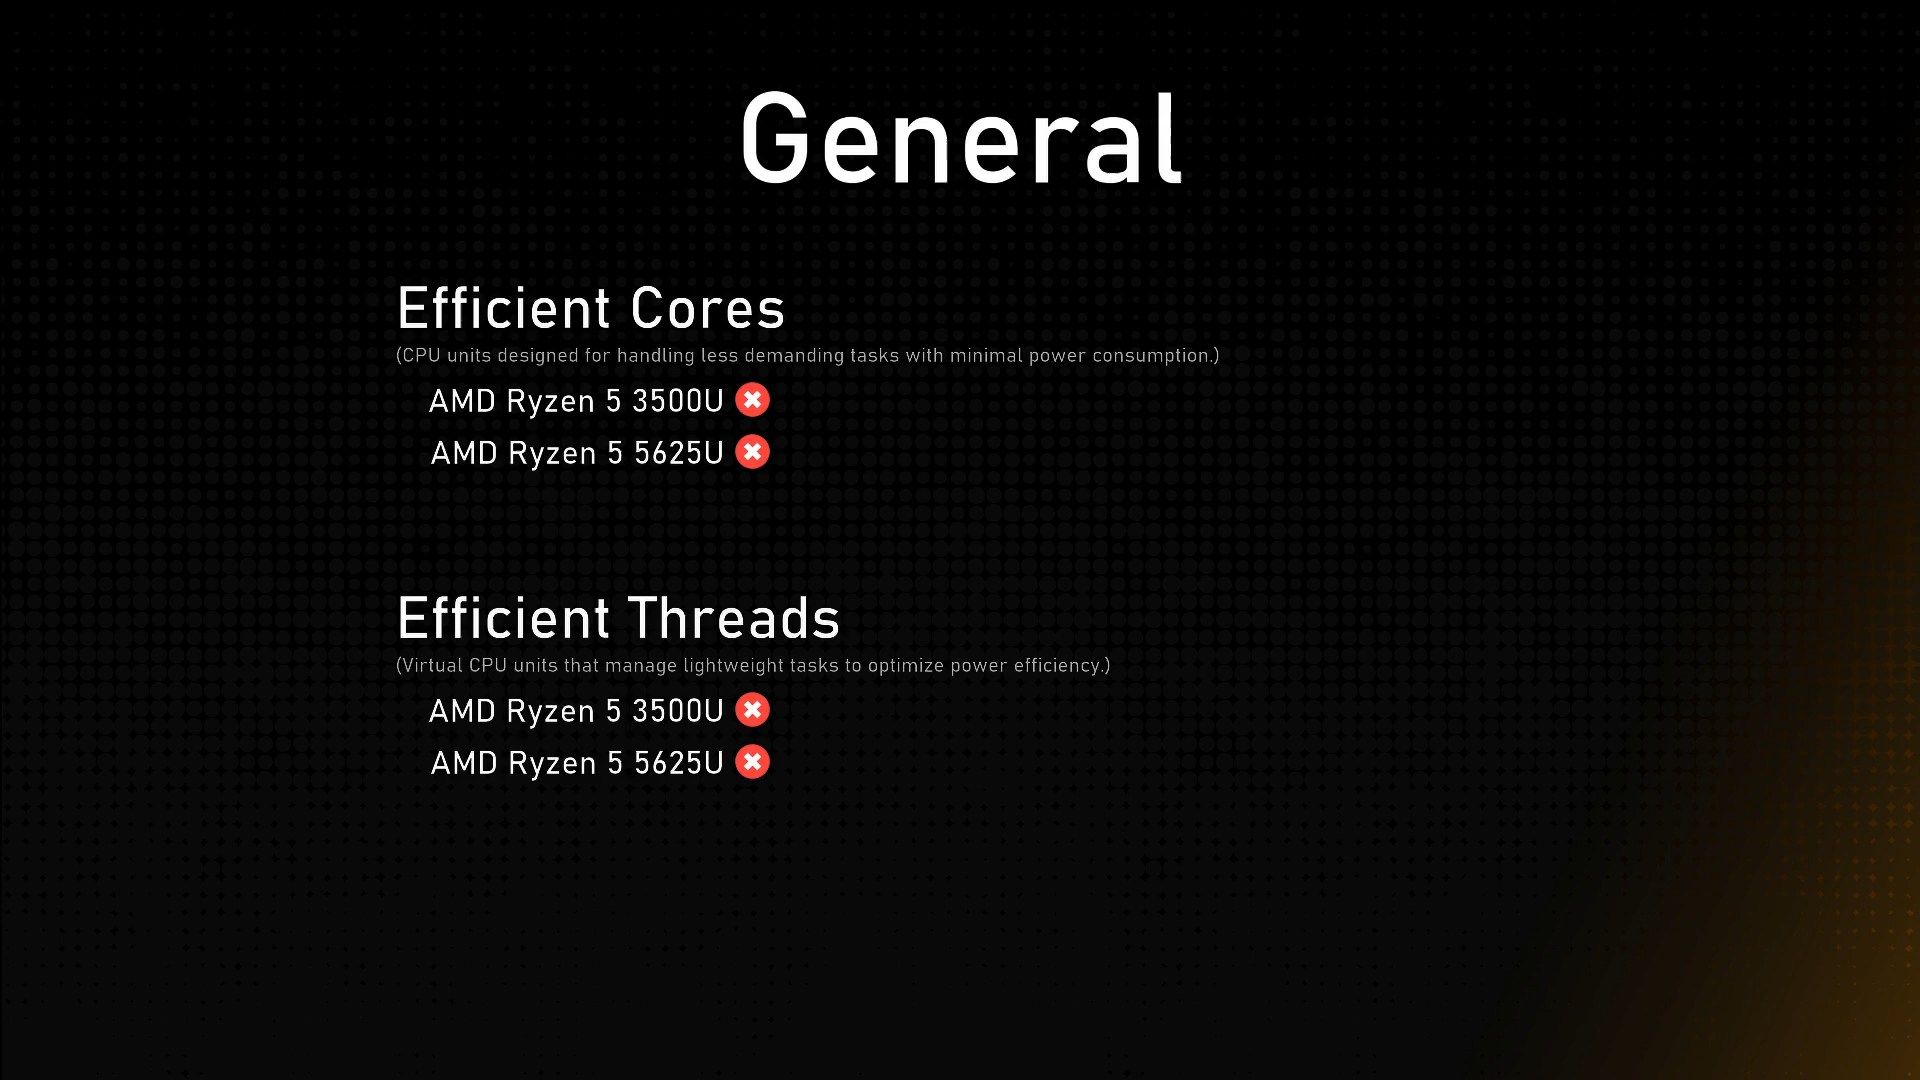 General
Efficient Cores
(CPU units designed for handling less demanding tasks with minimal power consumption.)
AMD Ryzen 5 3500U
AMD Ryzen 5 5625U
Efficient Threads
(Virtual CPU units that manage lightweight tasks to optimize power efficiency.)
AMD Ryzen 5 3500U
AMD Ryzen 5 5625U